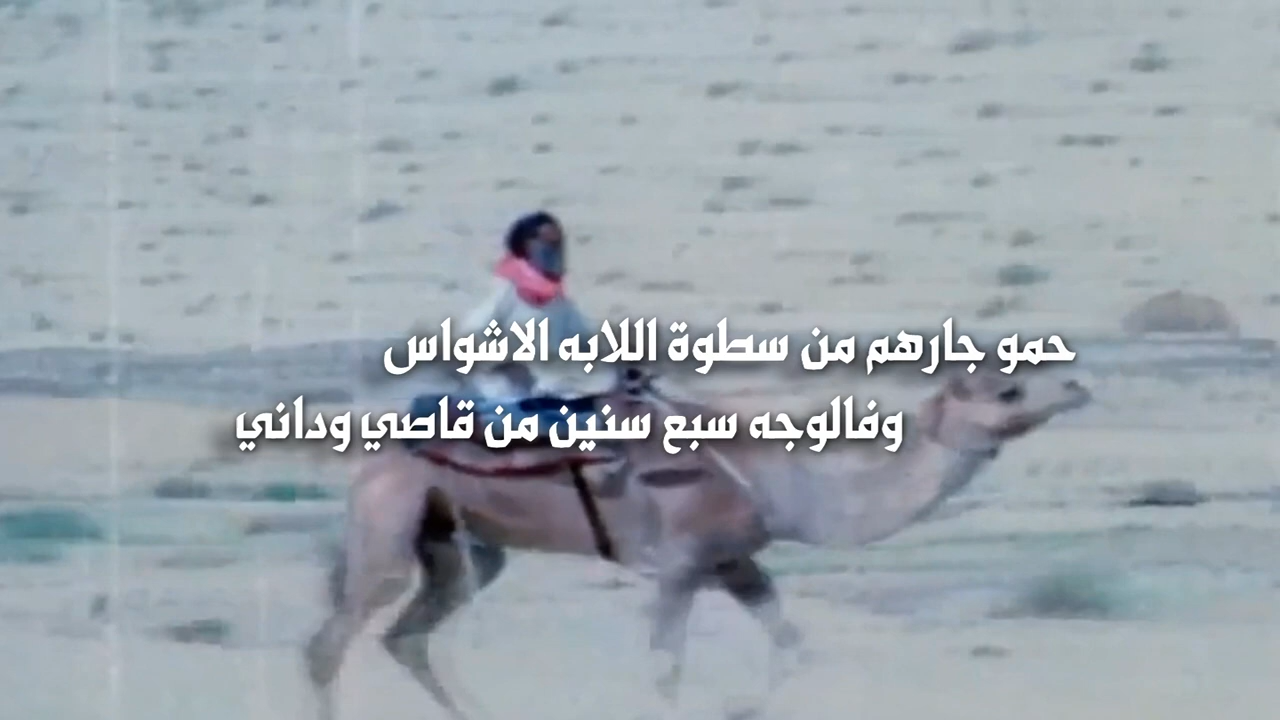 حمو جارهم من سطوة اللابه الاشواس
وفالوجه سبع سنين من قاصي وداني